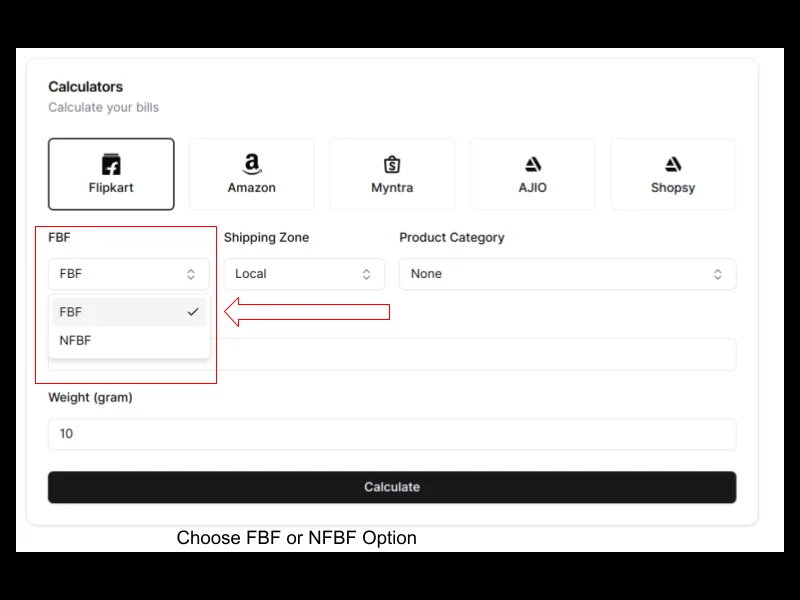 Calculators
Calculate your bills
Flipkart Amazon Myntra AJIO Shopsy
FBF Shipping Zone Product Category
FBF Local None
FBF
NFBF
Weight (gram)
10
Calculate
Choose FBF or NFBF Option